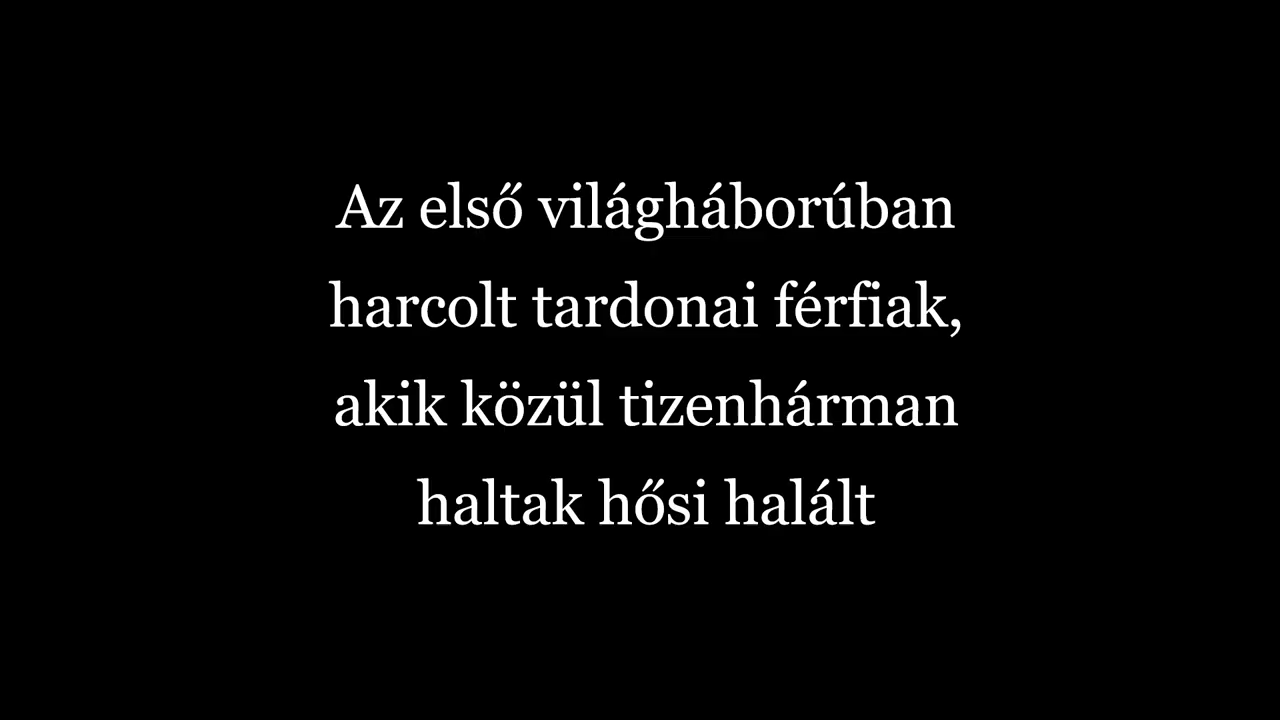 Az első világháborúban
harcolt tardonai férfiak,
akik közül tizenhárman
haltak hősi halált